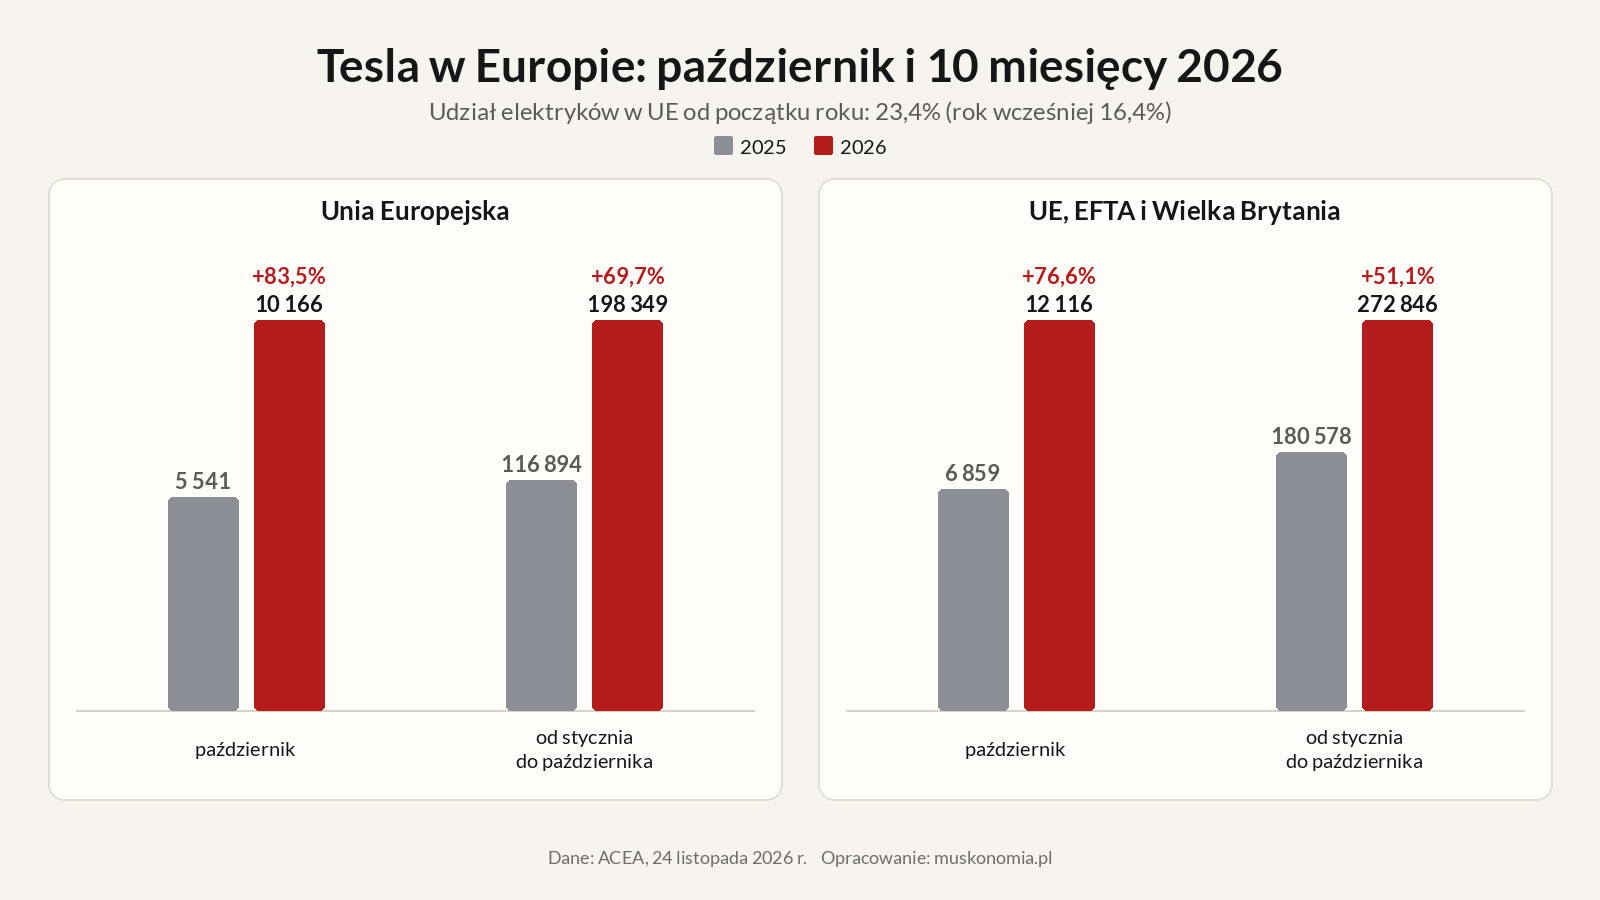 Tesla w Europie: październik i 10 miesięcy 2026
Udział elektryków w UE od początku roku: 23,4% (rok wcześniej 16,4%)
2025 2026
Unia Europejska
+83,5%
10 166
5 541
październik
+69,7%
198 349
116 894
od stycznia
do października
UE, EFTA i Wielka Brytania
+76,6%
12 116
6 859
październik
+51,1%
272 846
180 578
od stycznia
do października
Dane: ACEA, 24 listopada 2026 r. Opracowanie: muskonomia.pl